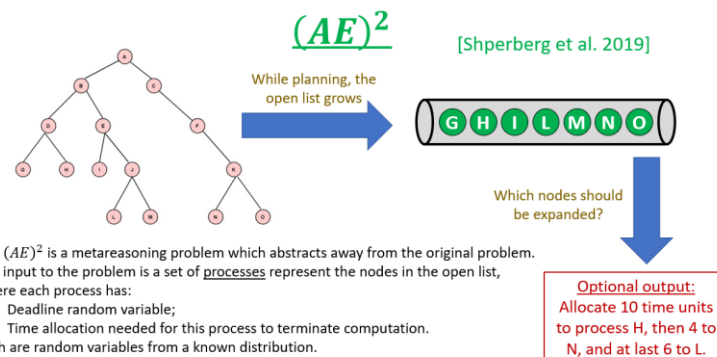 (AE)²
[Shperberg et al. 2019]
While planning, the
open list grows
A
B
C
D
E
F
G
H
I
J
K
L
M
N
O
G H I L M N O
Which nodes should
be expanded?
(AE)² is a metareasoning problem which abstracts away from the original problem.
input to the problem is a set of processes represent the nodes in the open list,
ere each process has:
Deadline random variable;
Time allocation needed for this process to terminate computation.
h are random variables from a known distribution.
Optional output:
Allocate 10 time units
to process H, then 4 to
N, and at last 6 to L.